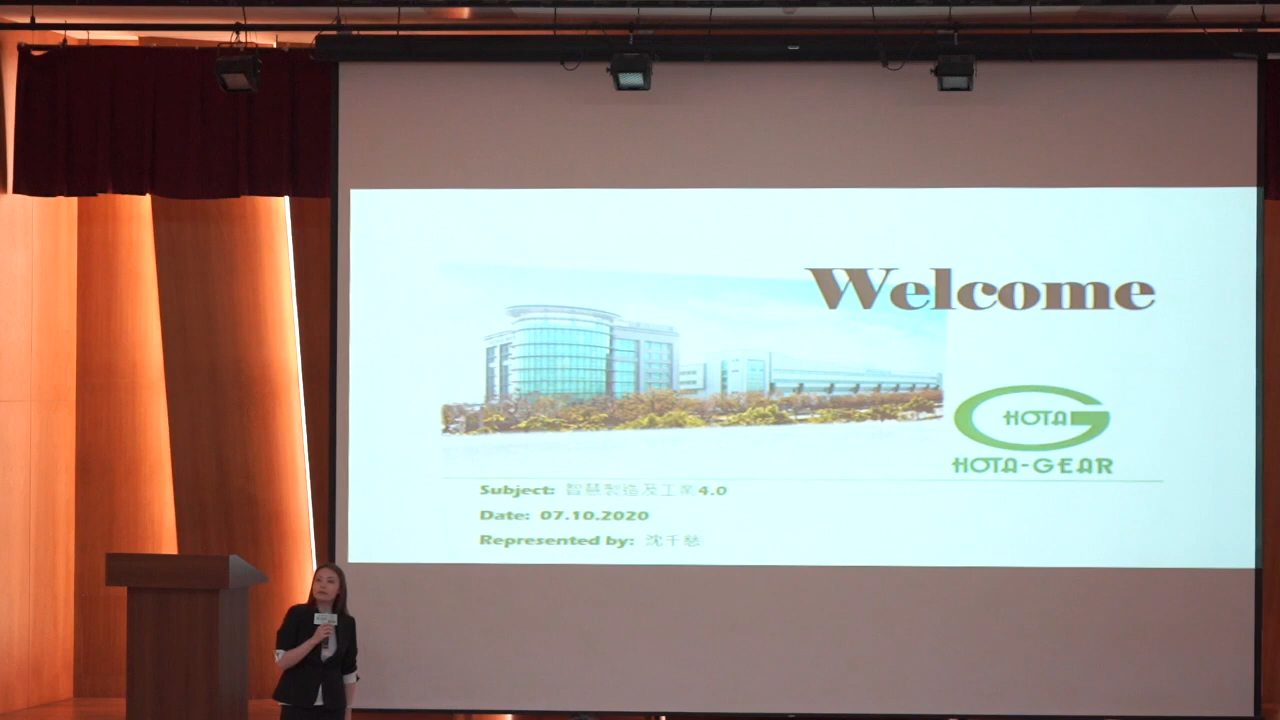 Welcome
HOTA
HOTA-GEAR
Subject: 智慧製造及工業4.0
Date: 07.10.2020
Represented by: 沈千慈